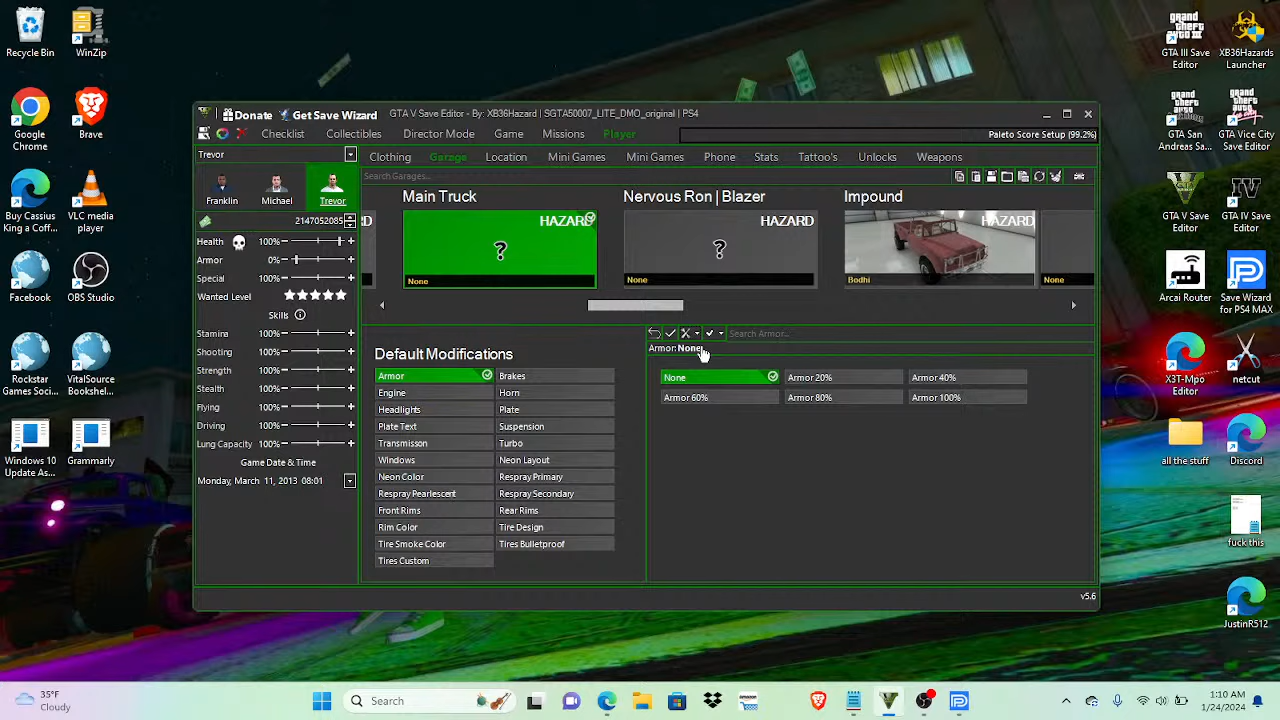 Recycle Bin
WinZip
Google Chrome
Brave
Buy Cassius King a Coff...
VLC media player
Facebook
OBS Studio
Rockstar Games Soci...
VitalSource Bookshel...
Windows 10 Update As...
Grammarly
Donate
Get Save Wizard
GTA V Save Editor - By: XB36Hazard | SGTA50007_LITE_DMO_original | PS4
Checklist
Collectibles
Director Mode
Game
Missions
Player
Paleto Score Setup (99.2%)
Trevor
Clothing
Garage
Location
Mini Games
Mini Games
Phone
Stats
Tattoo's
Unlocks
Weapons
Search Garages...
Franklin
Michael
Trevor
2147052085
Health 100%
Armor 0%
Special 100%
Wanted Level
Skills
Stamina 100%
Shooting 100%
Strength 100%
Stealth 100%
Flying 100%
Driving 100%
Lung Capacity 100%
Game Date & Time
Monday, March 11, 2013 08:01
Main Truck
HAZARD
?
None
Nervous Ron | Blazer
HAZARD
?
None
Impound
HAZARD
Bodhi
None
Default Modifications
Armor
Brakes
Engine
Horn
Headlights
Plate
Plate Text
Suspension
Transmisson
Turbo
Windows
Neon Layout
Neon Color
Respray Primary
Respray Pearlescent
Respray Secondary
Front Rims
Rear Rims
Rim Color
Tire Design
Tire Smoke Color
Tires Bulletproof
Tires Custom
Search Armor...
Armor: None
None
Armor 20%
Armor 40%
Armor 60%
Armor 80%
Armor 100%
v5.6
GTA III Save Editor
XB36Hazard Launcher
GTA San Andreas Sa...
GTA Vice City Save Editor
GTA V Save Editor
GTA IV Save Editor
Arcai Router
Save Wizard for PS4 MAX
X3T-Mpo Editor
netcut
all the stuff
Discord
fuck this
JustinR512
35°F
Cloudy
Search
1:10 AM
1/24/2024